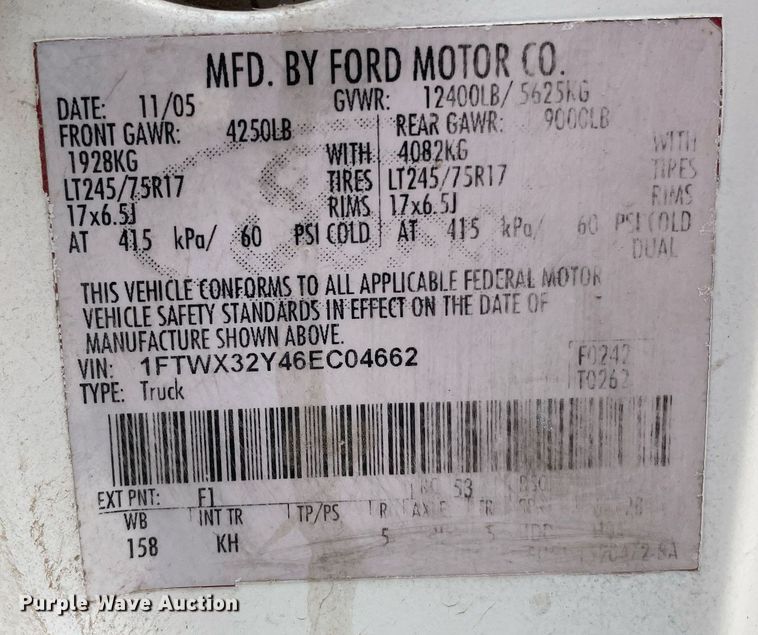 MFD. BY FORD MOTOR CO.
DATE: 11/05 GVWR: 12400LB/ 5625KG
FRONT GAWR: 4250LB REAR GAWR: 9000LB
1928KG WITH 4082KG WITH
LT245/75R17 TIRES LT245/75R17 TIRES
17x6.5J RIMS 17x6.5J RIMS
AT 415 kPa/ 60 PSI COLD AT 415 kPa/ 60 PSI COLD
DUAL
THIS VEHICLE CONFORMS TO ALL APPLICABLE FEDERAL MOTOR
VEHICLE SAFETY STANDARDS IN EFFECT ON THE DATE OF
MANUFACTURE SHOWN ABOVE.
VIN: 1FTWX32Y46EC04662 F0242
TYPE: Truck T0262
EXT PNT: F1 53
WB INT TR TP/PS R AXLE TR
158 KH 5 5
Purple Wave Auction